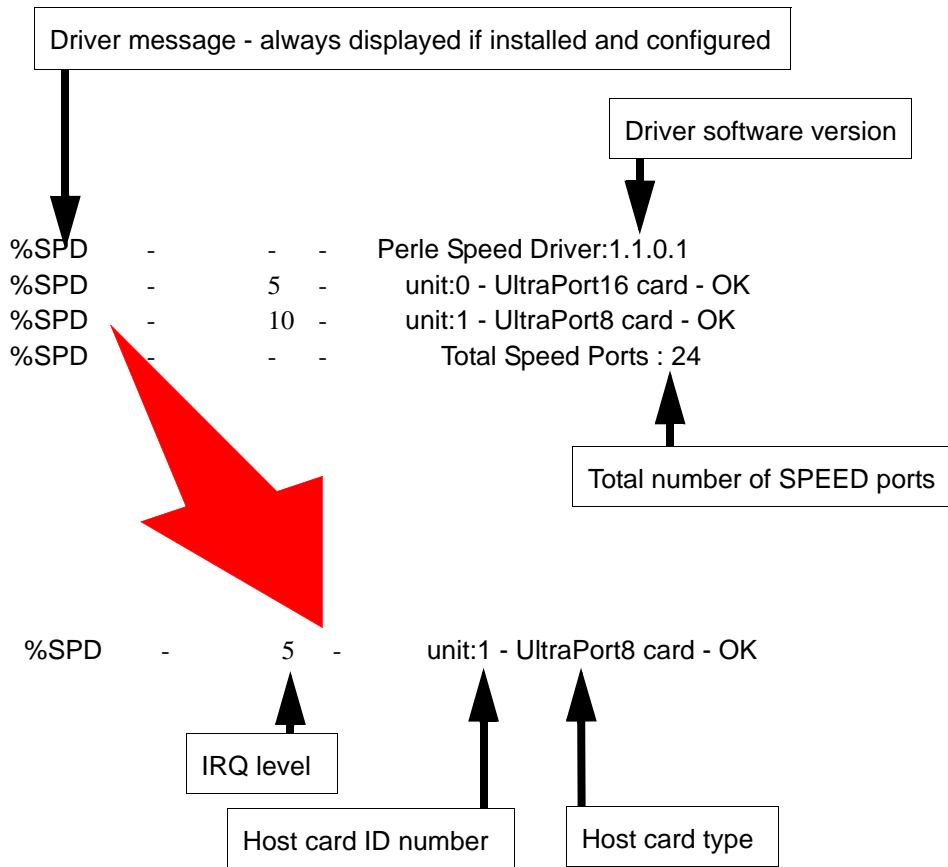 Driver message - always displayed if installed and configured
Driver software version
%SPD - - - Perle Speed Driver:1.1.0.1
%SPD - 5 - unit:0 - UltraPort16 card - OK
%SPD - 10 - unit:1 - UltraPort8 card - OK
%SPD - - - Total Speed Ports : 24
Total number of SPEED ports
%SPD - 5 - unit:1 - UltraPort8 card - OK
IRQ level
Host card ID number
Host card type